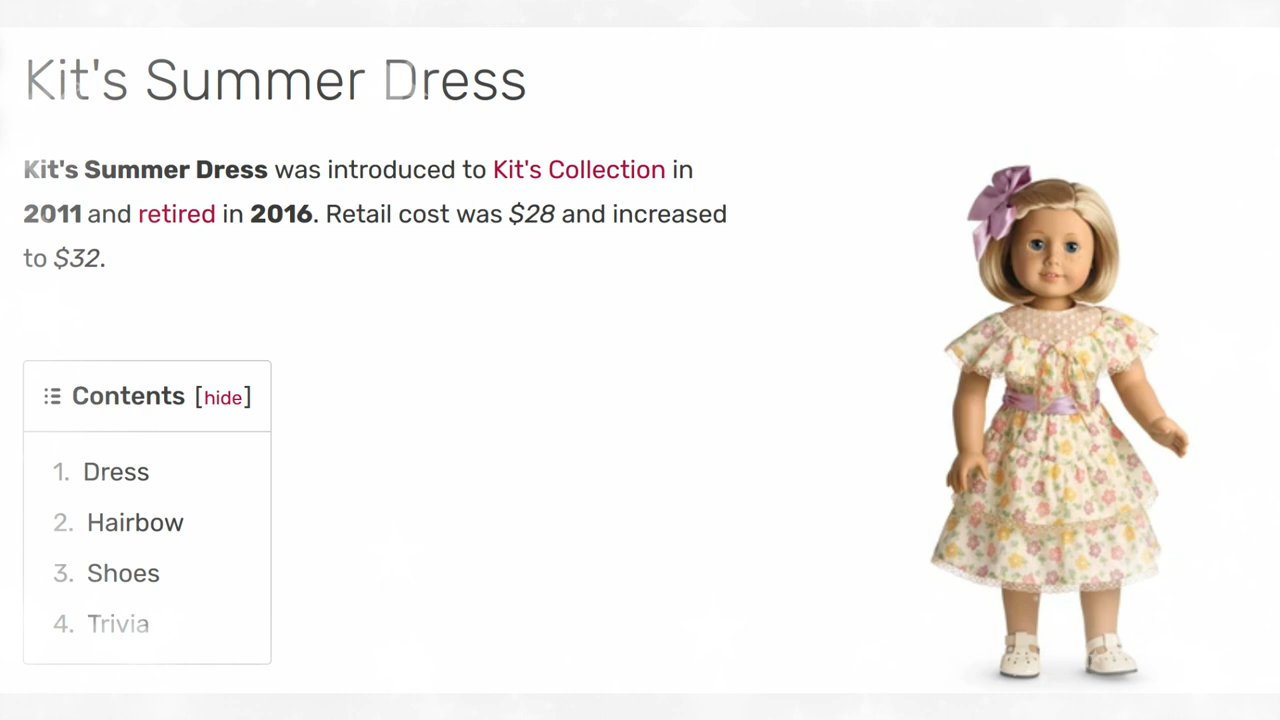 Kit's Summer Dress
Kit's Summer Dress was introduced to Kit's Collection in
2011 and retired in 2016. Retail cost was $28 and increased
to $32.
Contents [hide]
1. Dress
2. Hairbow
3. Shoes
4. Trivia